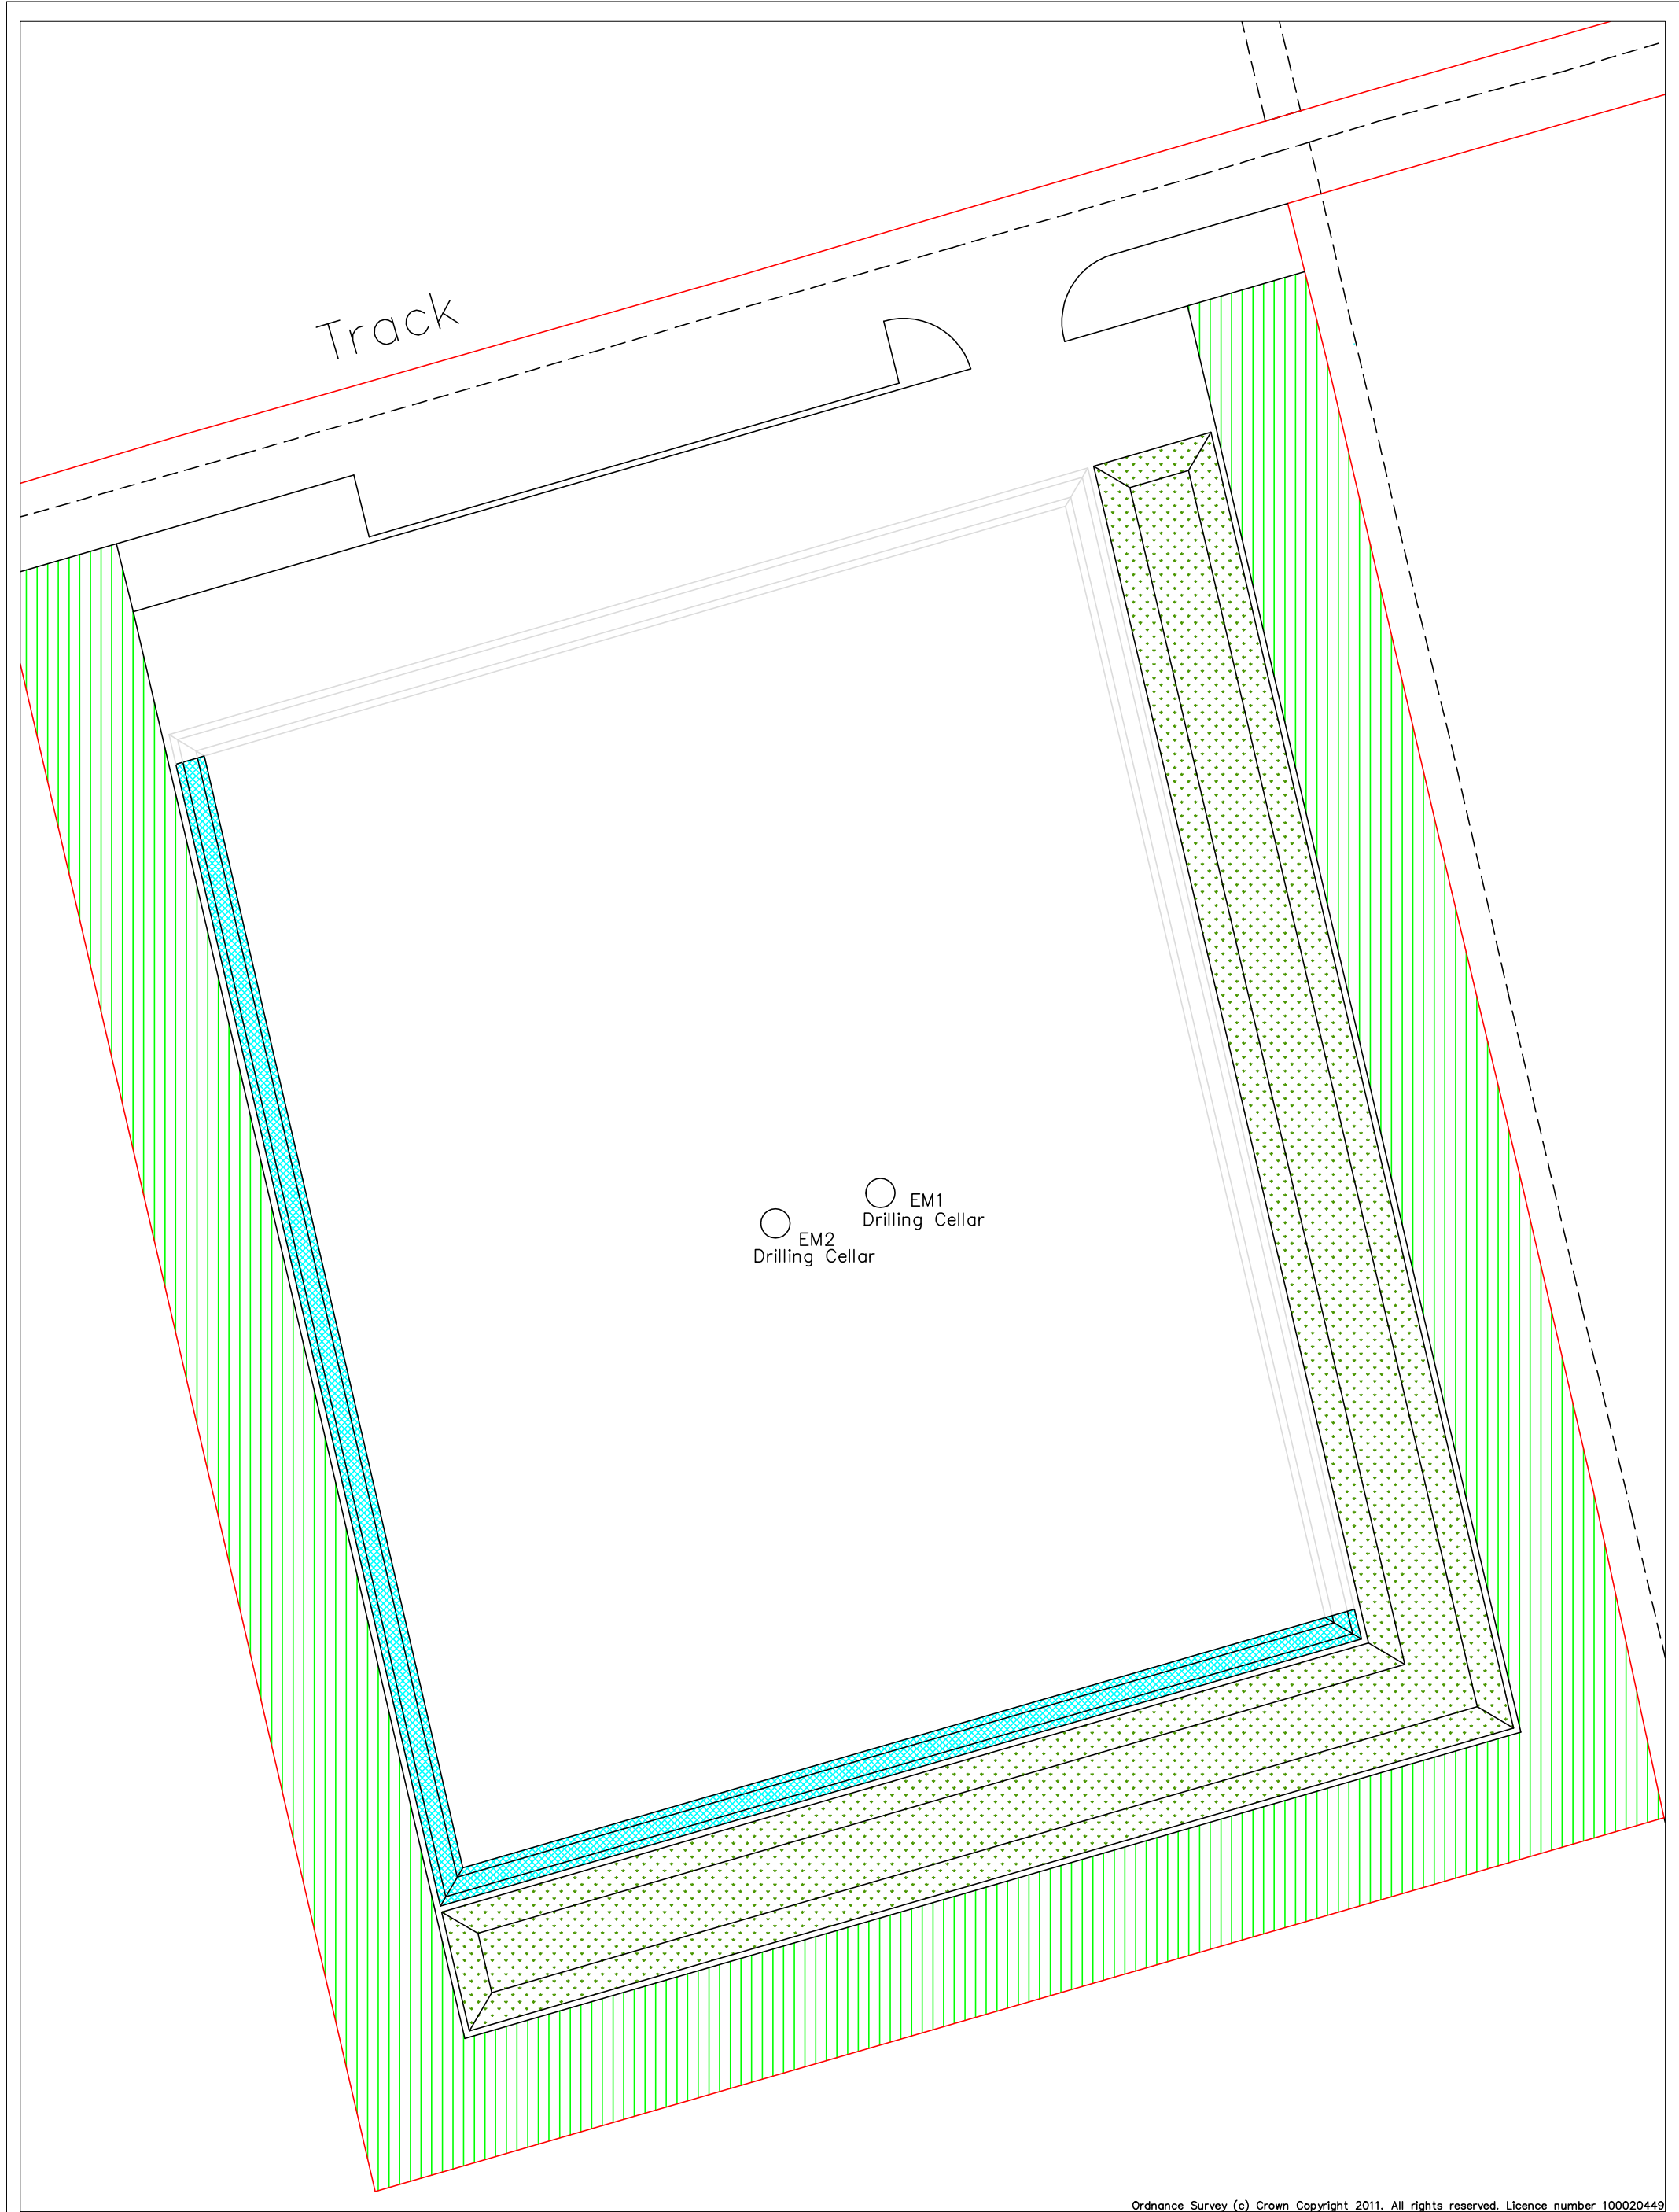 Track
EM1
Drilling Cellar
EM2
Drilling Cellar
Ordnance Survey (c) Crown Copyright 2011. All rights reserved. Licence number 100020449